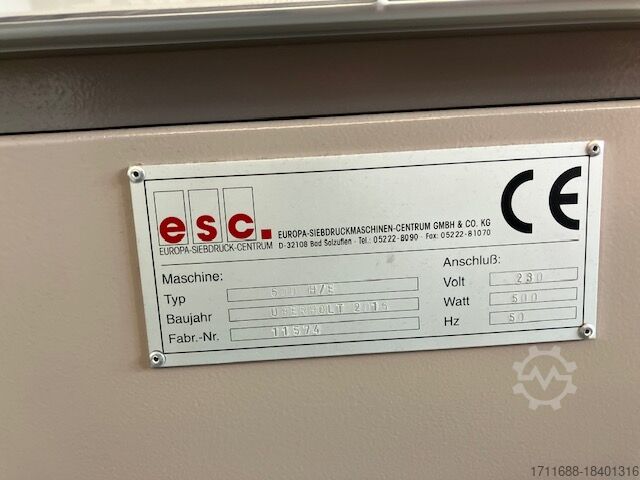 esc.
EUROPA-SIEBDRUCK-CENTRUM
EUROPA-SIEBDRUCKMASCHINEN-CENTRUM GMBH & CO. KG
D-32108 Bad Salzuflen · Tel.: 05222-8090 · Fax: 05222-81070
CE
Maschine:
Typ 500 H/E
Baujahr ÜBERHOLT 2015
Fabr.-Nr. 11574
Anschluß:
Volt 230
Watt 500
Hz 50
1711688-18401316